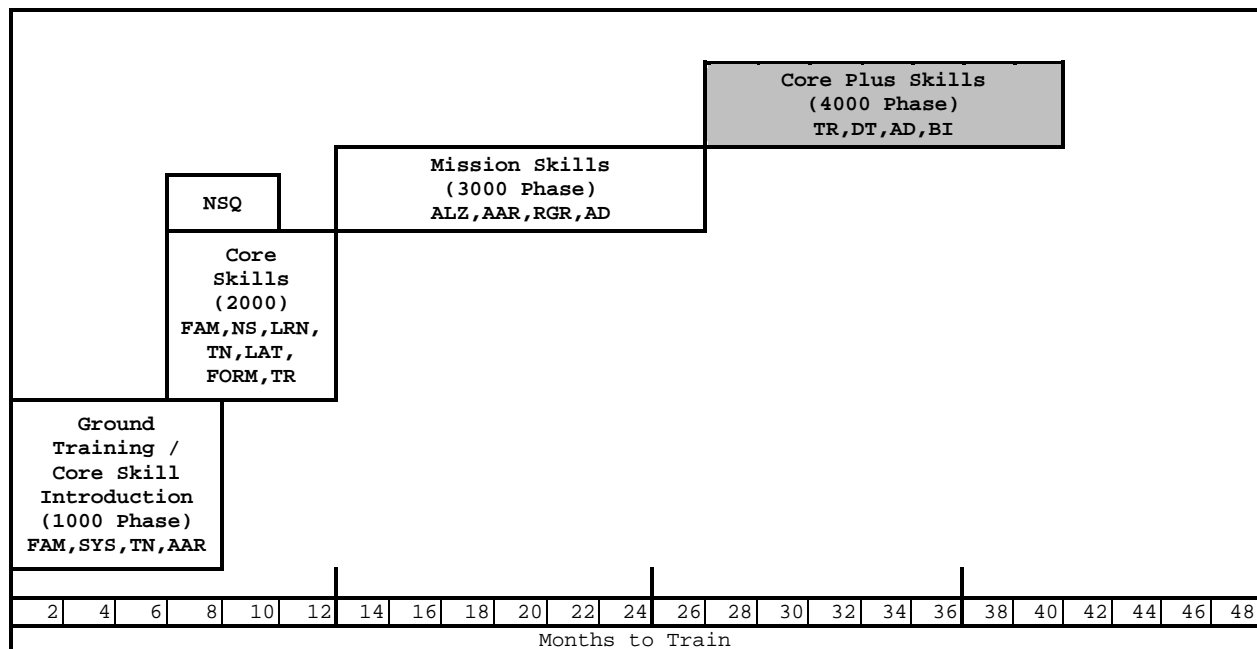 Core Plus Skills
(4000 Phase)
TR,DT,AD,BI
Mission Skills
(3000 Phase)
ALZ,AAR,RGR,AD
NSQ
Core
Skills
(2000)
FAM,NS,LRN,
TN,LAT,
FORM,TR
Ground
Training /
Core Skill
Introduction
(1000 Phase)
FAM,SYS,TN,AAR
2 4 6 8 10 12 14 16 18 20 22 24 26 28 30 32 34 36 38 40 42 44 46 48
Months to Train